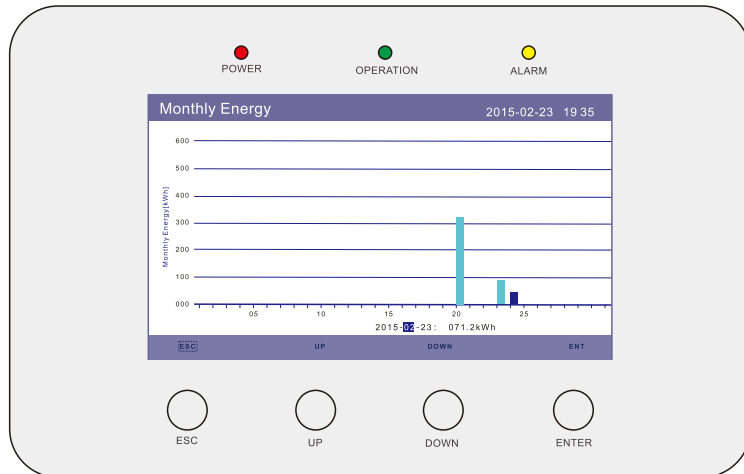 POWER OPERATION ALARM
Monthly Energy 2015-02-23 19 35
600
500
400
300
200
100
000
Monthly Energy[kWh]
05 10 15 20 25
2015-02-23: 071.2kWh
ESC UP DOWN ENT
ESC UP DOWN ENTER